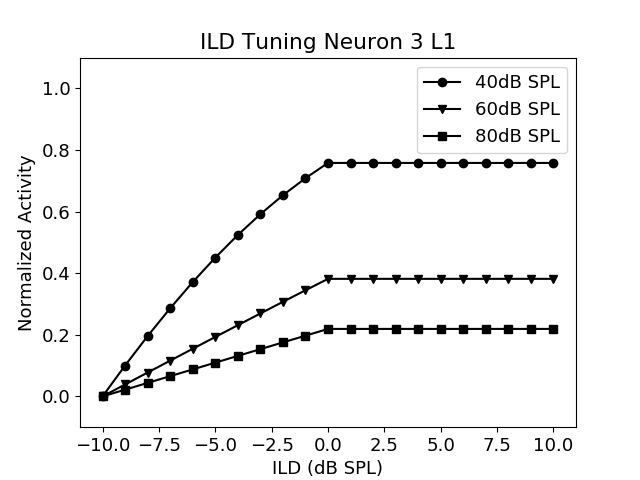 ILD Tuning Neuron 3 L1
40dB SPL
60dB SPL
80dB SPL
Normalized Activity
1.0
0.8
0.6
0.4
0.2
0.0
−10.0 −7.5 −5.0 −2.5 0.0 2.5 5.0 7.5 10.0
ILD (dB SPL)